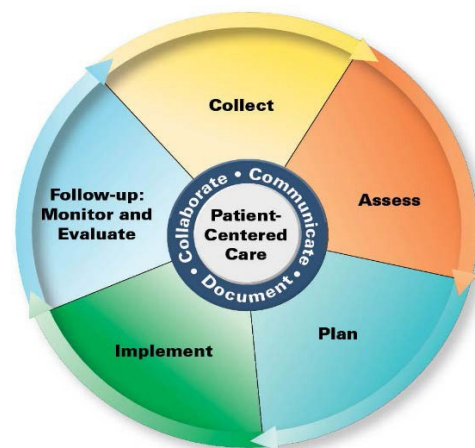 Collect
Assess
Plan
Implement
Follow-up:
Monitor and
Evaluate
Collaborate • Communicate • Document •
Patient-
Centered
Care